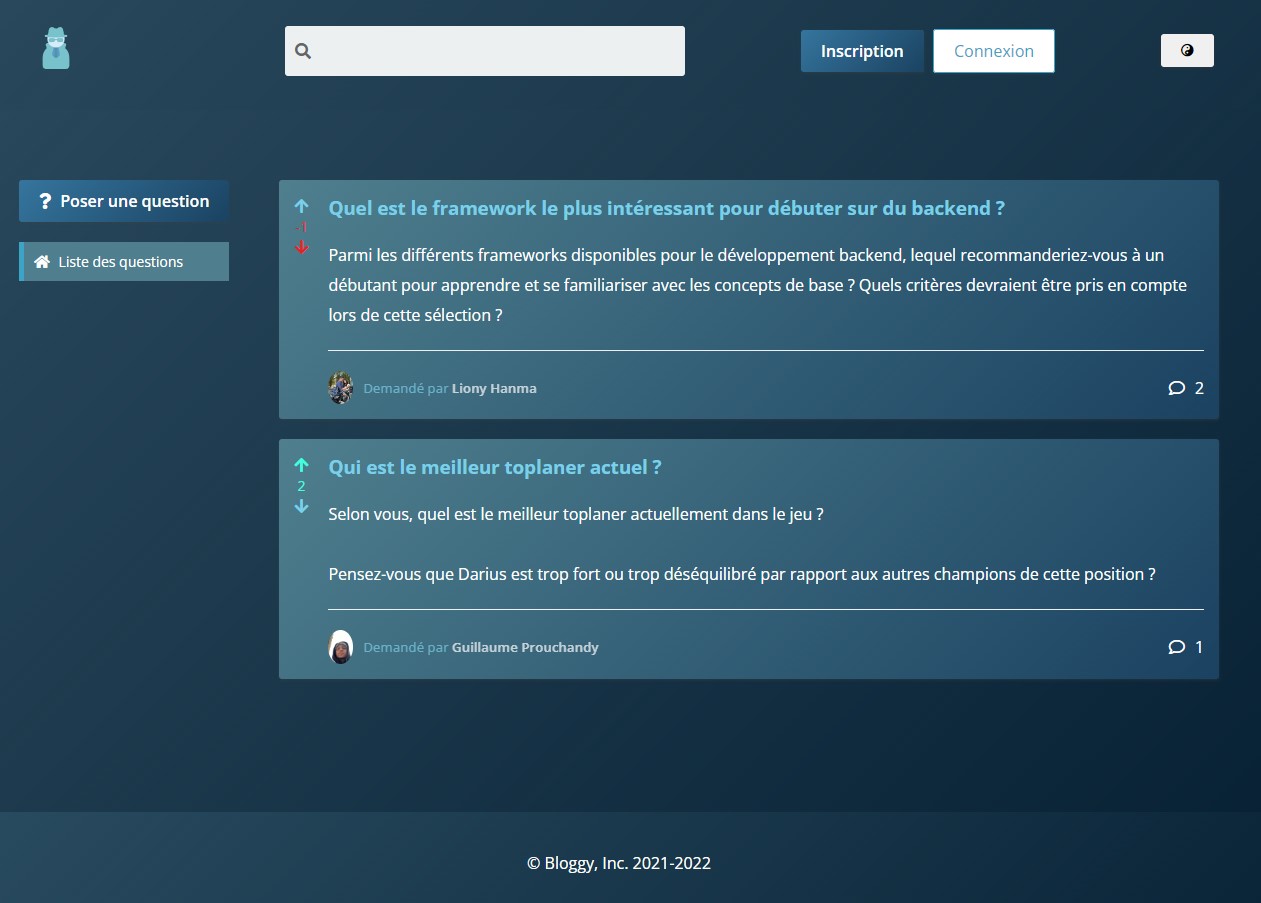 Inscription
Connexion
Poser une question
Liste des questions
Quel est le framework le plus intéressant pour débuter sur du backend ?
-1
Parmi les différents frameworks disponibles pour le développement backend, lequel recommanderiez-vous à un
débutant pour apprendre et se familiariser avec les concepts de base ? Quels critères devraient être pris en compte
lors de cette sélection ?
Demandé par Liony Hanma
2
Qui est le meilleur toplaner actuel ?
2
Selon vous, quel est le meilleur toplaner actuellement dans le jeu ?
Pensez-vous que Darius est trop fort ou trop déséquilibré par rapport aux autres champions de cette position ?
Demandé par Guillaume Prouchandy
1
© Bloggy, Inc. 2021-2022